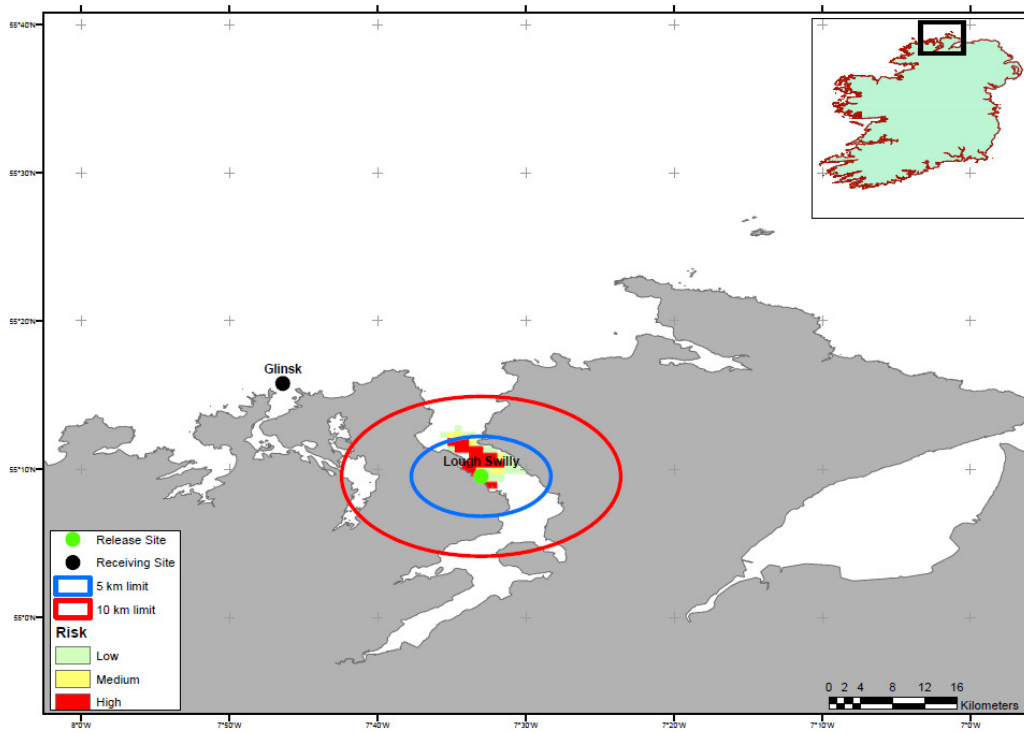 55°40'N
55°30'N
55°20'N
55°10'N
55°0'N
Glinsk
Lough Swilly
Release Site
Receiving Site
5 km limit
10 km limit
Risk
Low
Medium
High
0 2 4 8 12 16
Kilometers
8°0'W 7°50'W 7°40'W 7°30'W 7°20'W 7°10'W 7°0'W